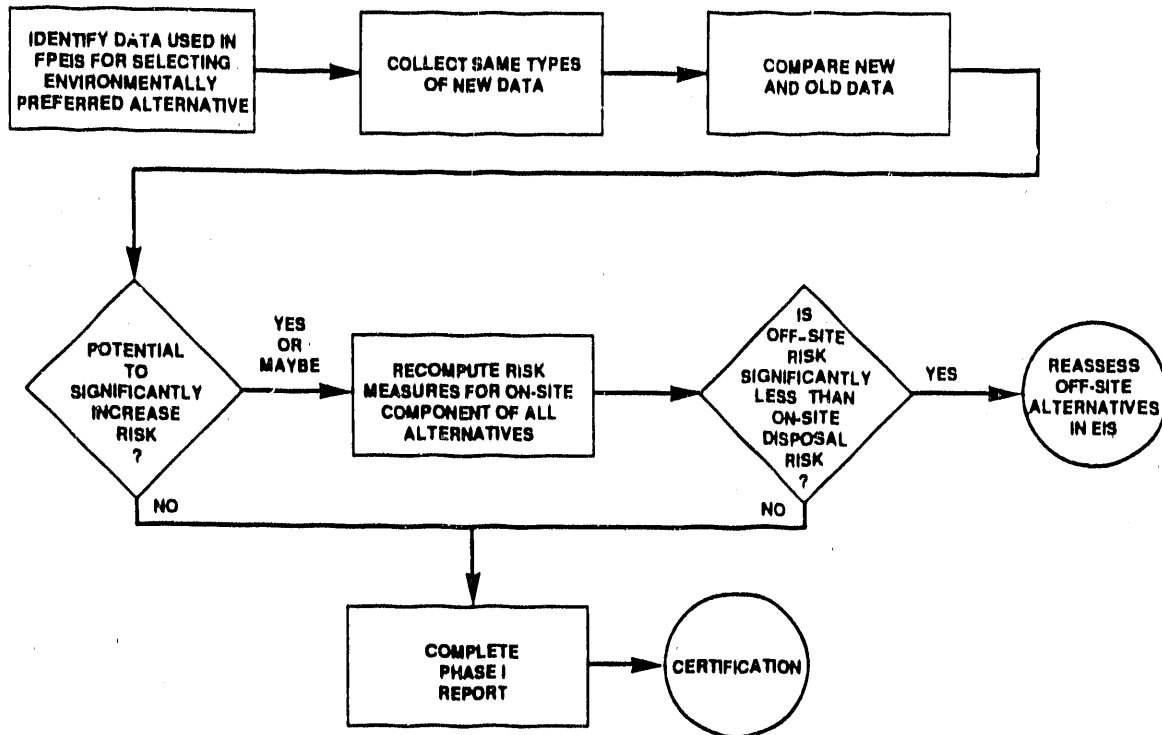 IDENTIFY DATA USED IN
FPEIS FOR SELECTING
ENVIRONMENTALLY
PREFERRED ALTERNATIVE
COLLECT SAME TYPES
OF NEW DATA
COMPARE NEW
AND OLD DATA
POTENTIAL
TO
SIGNIFICANTLY
INCREASE
RISK
?
YES
OR
MAYBE
RECOMPUTE RISK
MEASURES FOR ON-SITE
COMPONENT OF ALL
ALTERNATIVES
IS
OFF-SITE
RISK
SIGNIFICANTLY
LESS THAN
ON-SITE
DISPOSAL
RISK
?
YES
REASSESS
OFF-SITE
ALTERNATIVES
IN EIS
NO
NO
COMPLETE
PHASE I
REPORT
CERTIFICATION